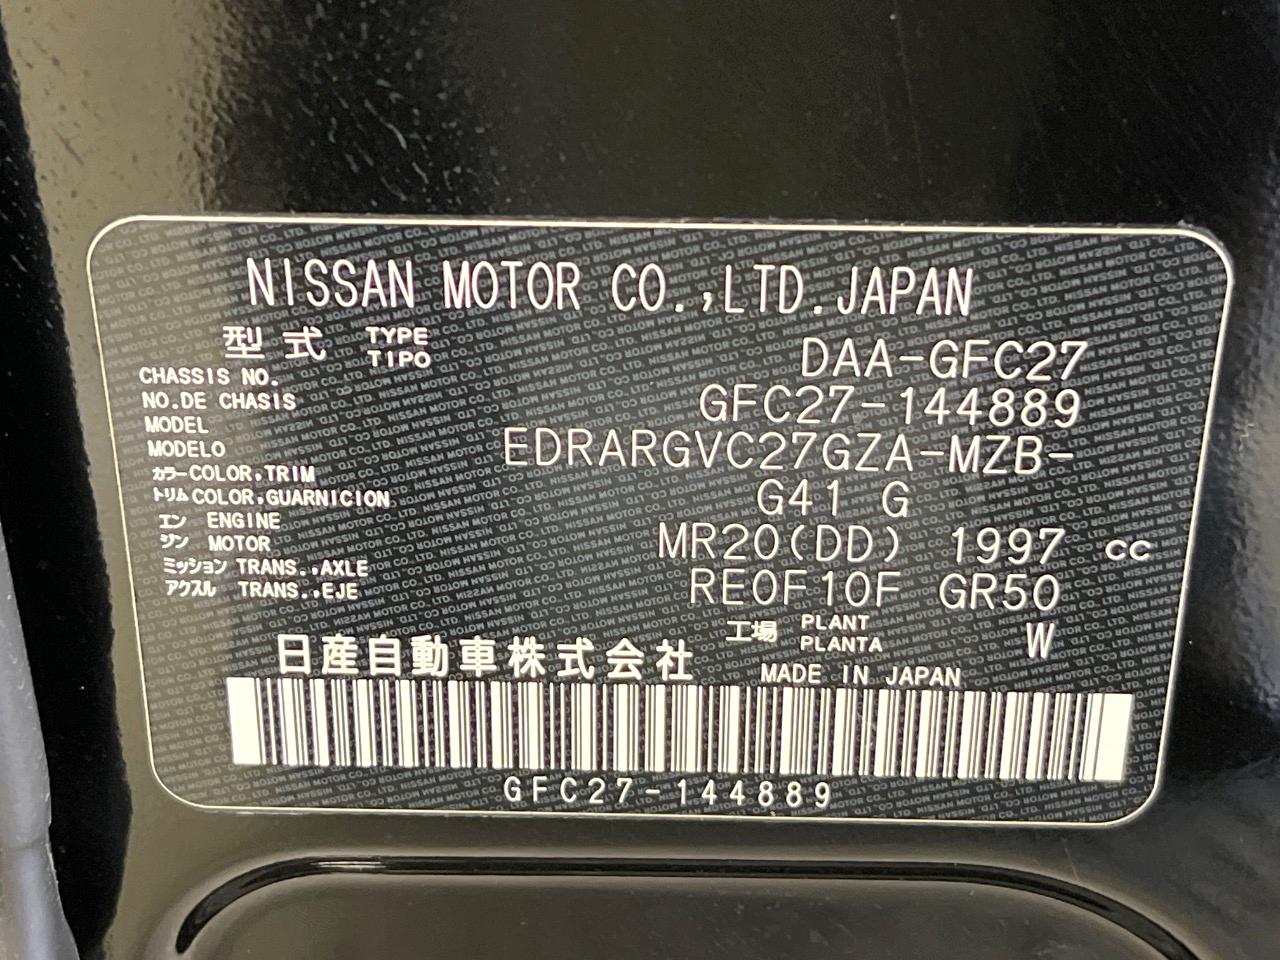 NISSAN MOTOR CO.,LTD.JAPAN
型式 TYPE TIPO DAA-GFC27
CHASSIS NO.
NO.DE CHASIS GFC27-144889
MODEL
MODELO EDRARGVC27GZA-MZB-
カラー COLOR,TRIM
トリム COLOR,GUARNICION G41 G
エン ENGINE
ジン MOTOR MR20(DD) 1997 cc
ミッション TRANS.,AXLE
アクスル TRANS.,EJE RE0F10F GR50
工場 PLANT PLANTA W
日産自動車株式会社 MADE IN JAPAN
GFC27-144889